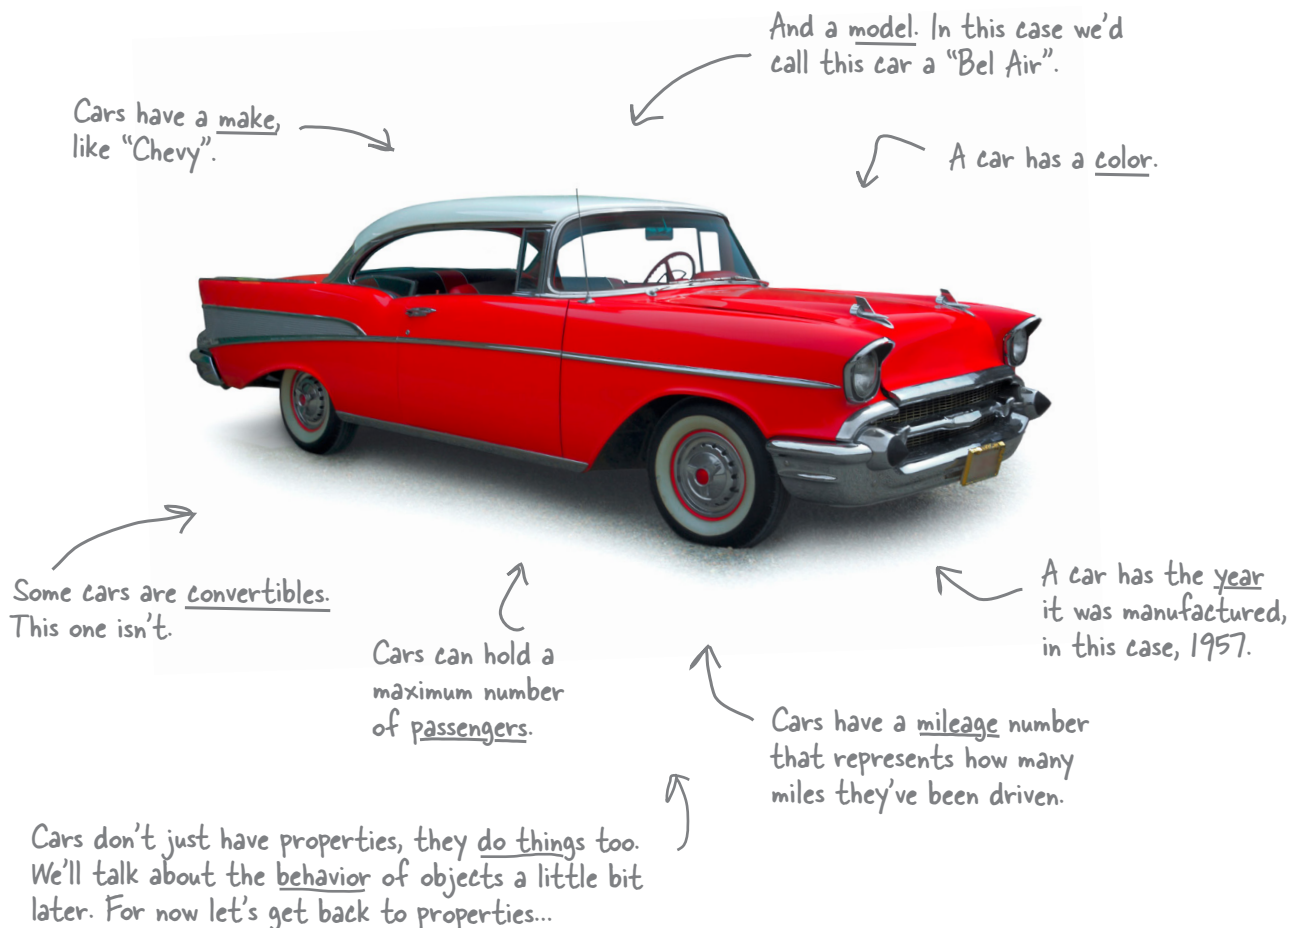 And a model. In this case we'd
call this car a “Bel Air”.
Cars have a make,
like “Chevy”.
A car has a color.
Some cars are convertibles.
This one isn't.
Cars can hold a
maximum number
of passengers.
A car has the year
it was manufactured,
in this case, 1957.
Cars have a mileage number
that represents how many
miles they've been driven.
Cars don't just have properties, they do things too.
We'll talk about the behavior of objects a little bit
later. For now let's get back to properties...